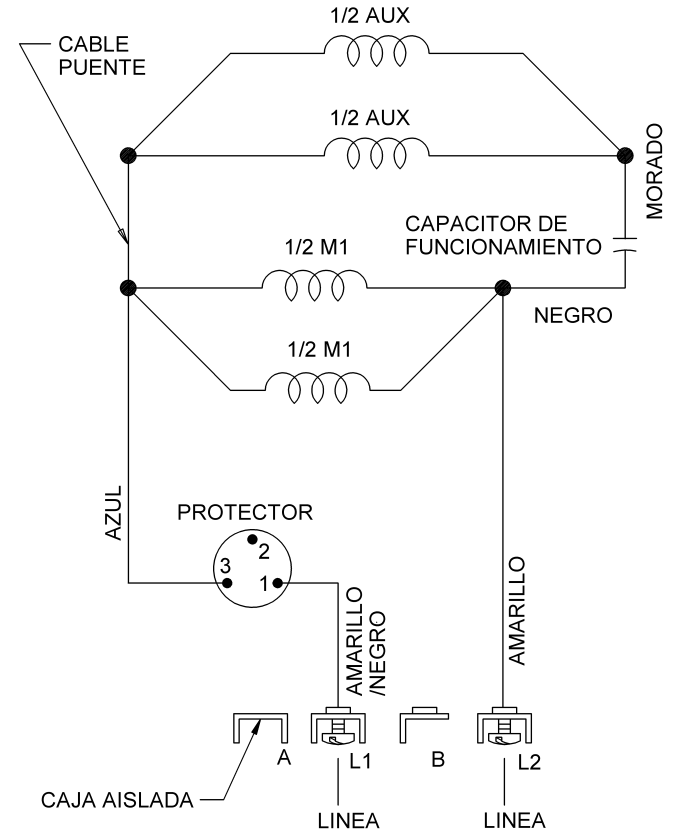 1/2 AUX
CABLE
PUENTE
1/2 AUX
MORADO
CAPACITOR DE
FUNCIONAMIENTO
1/2 M1
NEGRO
1/2 M1
AZUL
PROTECTOR
2
3
1
AMARILLO
/NEGRO
AMARILLO
A
L1
B
L2
CAJA AISLADA
LINEA
LINEA